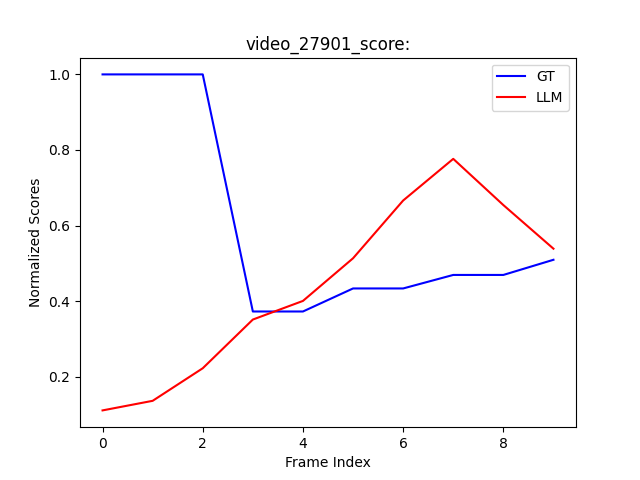 video_27901_score:
GT
LLM
1.0
0.8
0.6
0.4
0.2
Normalized Scores
0 2 4 6 8
Frame Index